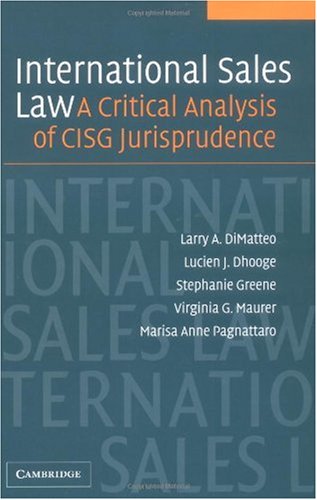 International Sales
Law A Critical Analysis
of CISG Jurisprudence
INTERNATI
Larry A. DiMatteo
Lucien J. Dhooge
IONAL
Stephanie Greene
Virginia G. Maurer
SALES LAW
Marisa Anne Pagnattaro
TERNATIO
SALES L
CAMBRIDGE